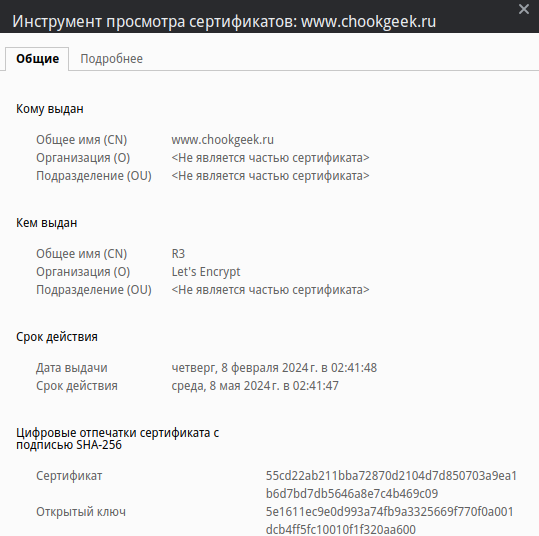 Инструмент просмотра сертификатов: www.chookgeek.ru
Общие Подробнее
Кому выдан
Общее имя (CN) www.chookgeek.ru
Организация (O) <Не является частью сертификата>
Подразделение (OU) <Не является частью сертификата>
Кем выдан
Общее имя (CN) R3
Организация (O) Let's Encrypt
Подразделение (OU) <Не является частью сертификата>
Срок действия
Дата выдачи четверг, 8 февраля 2024 г. в 02:41:48
Срок действия среда, 8 мая 2024 г. в 02:41:47
Цифровые отпечатки сертификата с
подписью SHA-256
Сертификат 55cd22ab211bba72870d2104d7d850703a9ea1
b6d7bd7db5646a8e7c4b469c09
Открытый ключ 5e1611ec9e0d993a74fb9a3325669f770f0a001
dcb4ff5fc10010f1f320aa600